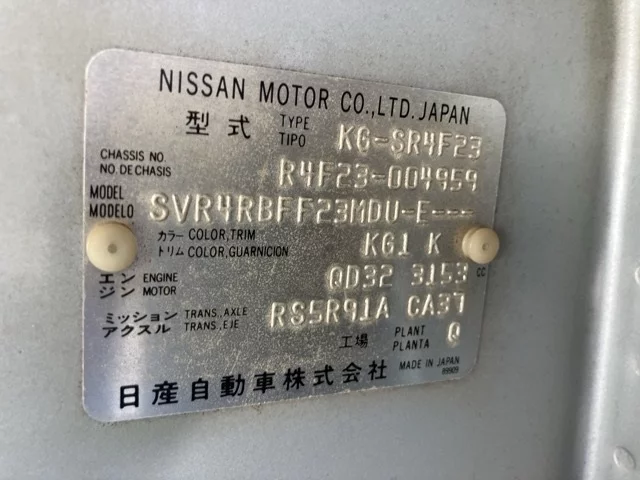 NISSAN MOTOR CO.,LTD. JAPAN
型式 TYPE TIPO KG-SR4F23
CHASSIS NO. NO. DE CHASIS R4F23-004959
MODEL MODELO SVR4RBFF23MDU-E---
カラー COLOR,TRIM
トリム COLOR,GUARNICION KG1 K
エンジン ENGINE MOTOR QD32 3153 cc
ミッション TRANS.,AXLE
アクスル TRANS.,EJE RS5R91A CA37
工場 PLANT PLANTA Q
日産自動車株式会社 MADE IN JAPAN